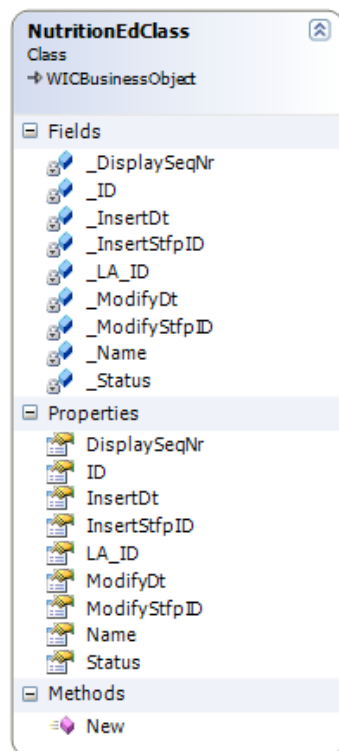 NutritionEdClass
Class
WICBusinessObject
Fields
_DisplaySeqNr
_ID
_InsertDt
_InsertStfpID
_LA_ID
_ModifyDt
_ModifyStfpID
_Name
_Status
Properties
DisplaySeqNr
ID
InsertDt
InsertStfpID
LA_ID
ModifyDt
ModifyStfpID
Name
Status
Methods
New